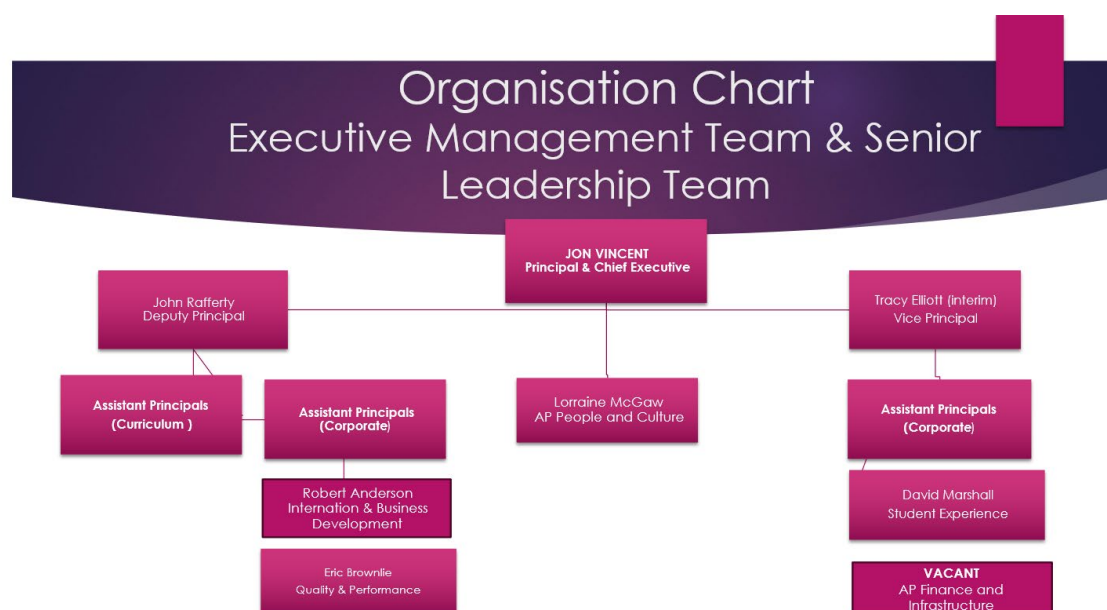 Organisation Chart
Executive Management Team & Senior
Leadership Team
JON VINCENT
Principal & Chief Executive
John Rafferty
Deputy Principal
Tracy Elliott (interim)
Vice Principal
Assistant Principals
(Curriculum )
Assistant Principals
(Corporate)
Lorraine McGaw
AP People and Culture
Assistant Principals
(Corporate)
Robert Anderson
Internation & Business
Development
David Marshall
Student Experience
Eric Brownlie
Quality & Performance
VACANT
AP Finance and
Infrastructure